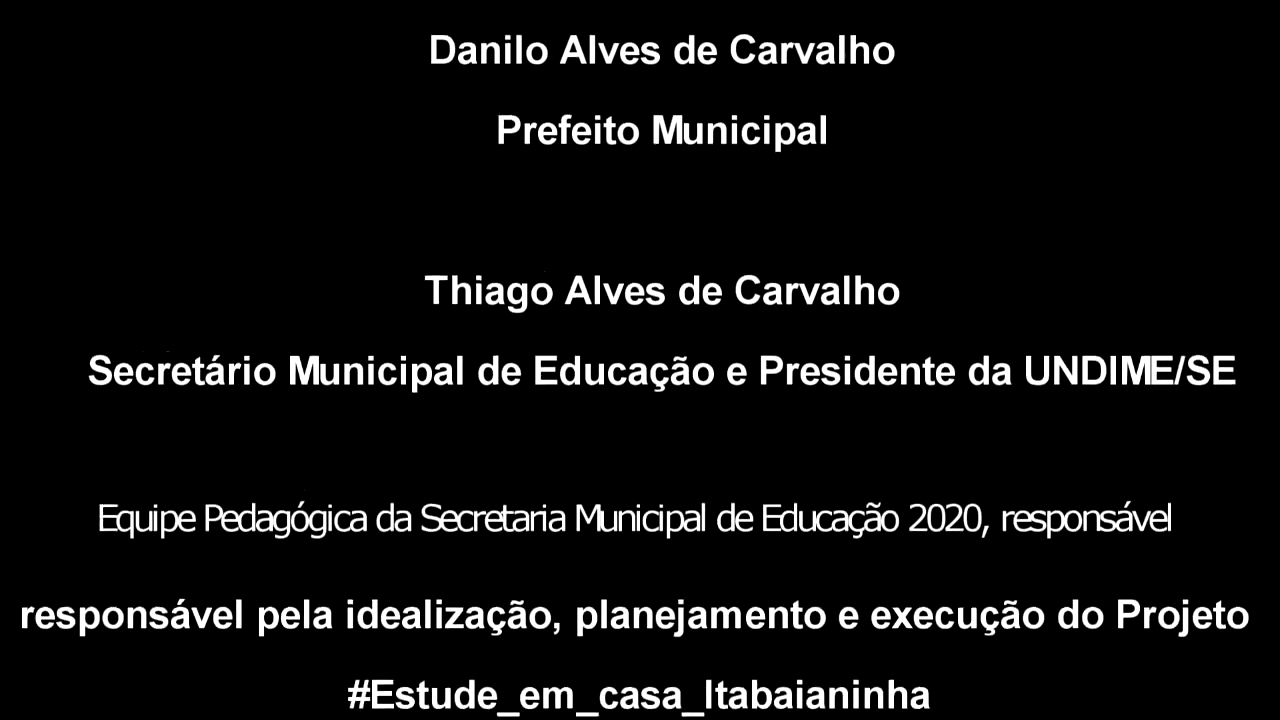 Danilo Alves de Carvalho
Prefeito Municipal
Thiago Alves de Carvalho
Secretário Municipal de Educação e Presidente da UNDIME/SE
Equipe Pedagógica da Secretaria Municipal de Educação 2020, responsável
responsável pela idealização, planejamento e execução do Projeto
#Estude_em_casa_Itabaianinha